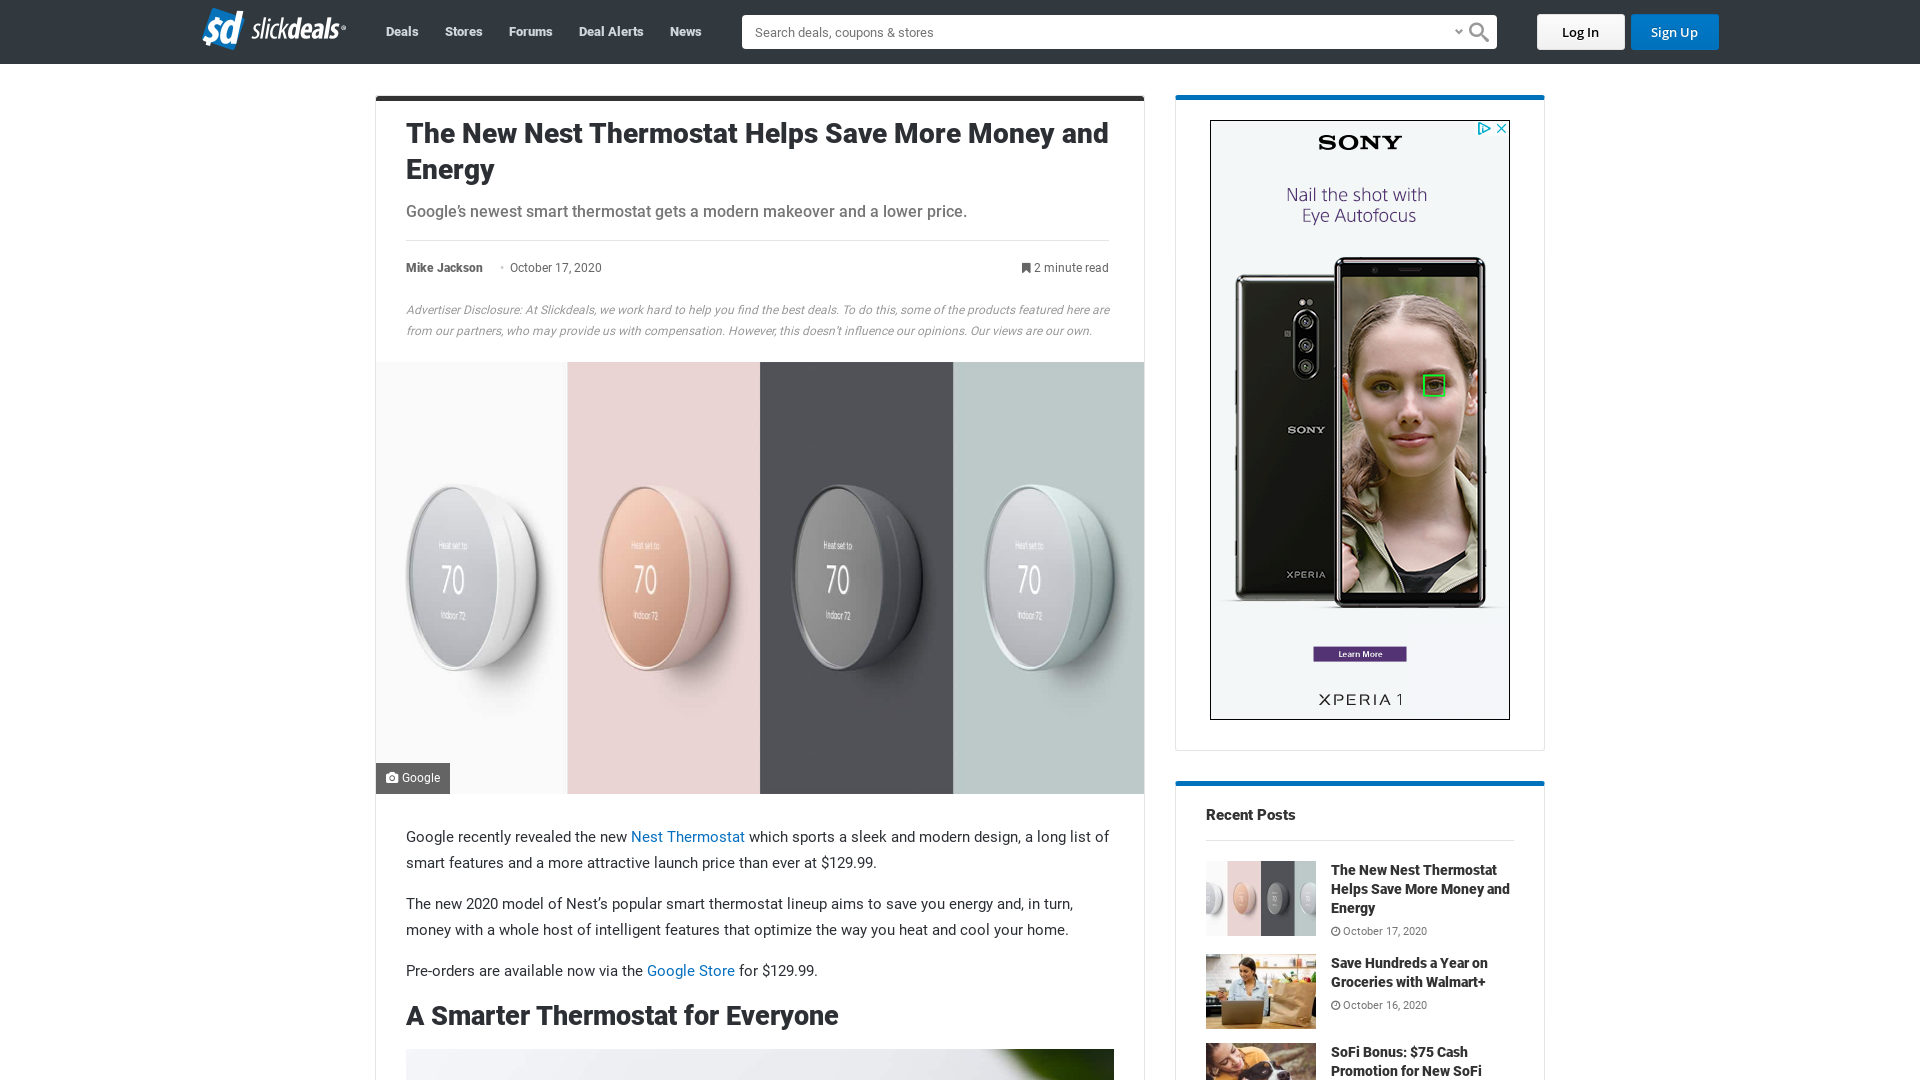 sd slickdeals
Deals
Stores
Forums
Deal Alerts
News
Search deals, coupons & stores
Log In
Sign Up
The New Nest Thermostat Helps Save More Money and
Energy
Google’s newest smart thermostat gets a modern makeover and a lower price.
Mike Jackson • October 17, 2020
2 minute read
Advertiser Disclosure: At Slickdeals, we work hard to help you find the best deals. To do this, some of the products featured here are
from our partners, who may provide us with compensation. However, this doesn’t influence our opinions. Our views are our own.
Heat set to
70
Indoor 72
Heat set to
70
Indoor 72
Heat set to
70
Indoor 72
Heat set to
70
Indoor 72
Google
Google recently revealed the new Nest Thermostat which sports a sleek and modern design, a long list of
smart features and a more attractive launch price than ever at $129.99.
The new 2020 model of Nest’s popular smart thermostat lineup aims to save you energy and, in turn,
money with a whole host of intelligent features that optimize the way you heat and cool your home.
Pre-orders are available now via the Google Store for $129.99.
A Smarter Thermostat for Everyone
SONY
Nail the shot with
Eye Autofocus
SONY
XPERIA
Learn More
XPERIA 1
Recent Posts
The New Nest Thermostat
Helps Save More Money and
Energy
October 17, 2020
Save Hundreds a Year on
Groceries with Walmart+
October 16, 2020
SoFi Bonus: $75 Cash
Promotion for New SoFi